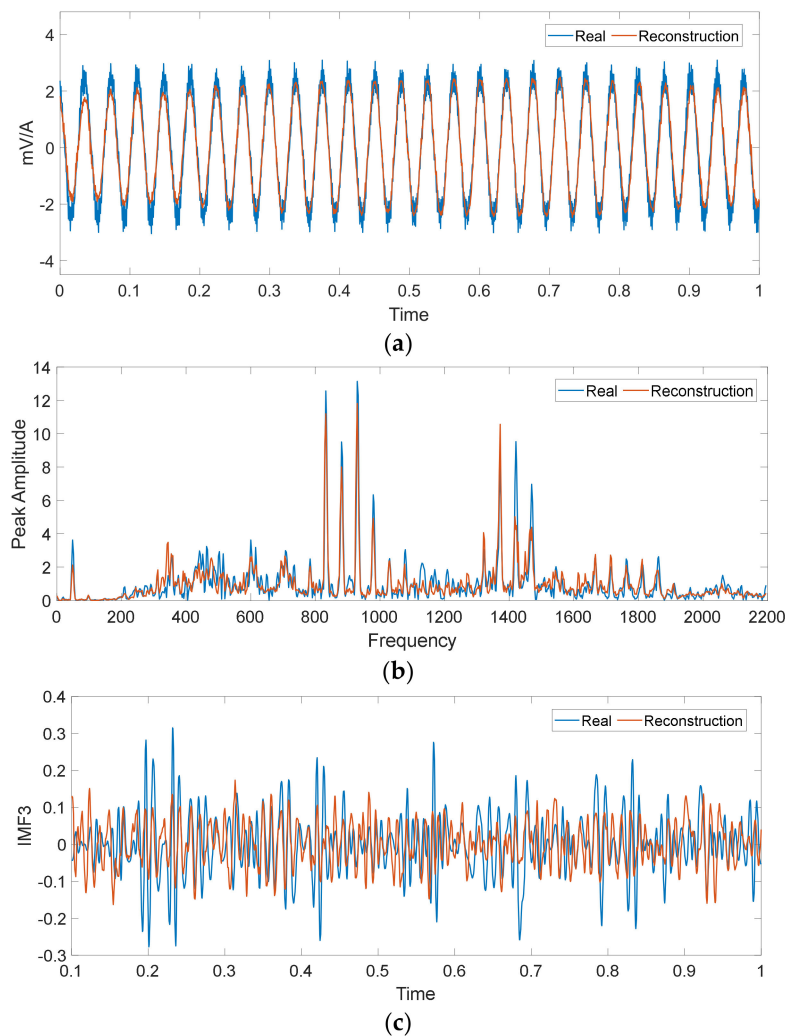 4
2
0
-2
-4
mV/A
Real Reconstruction
0 0.1 0.2 0.3 0.4 0.5 0.6 0.7 0.8 0.9 1
Time
(a)
14
12
10
8
6
4
2
0
Peak Amplitude
Real Reconstruction
0 200 400 600 800 1000 1200 1400 1600 1800 2000 2200
Frequency
(b)
0.4
0.3
0.2
0.1
0
-0.1
-0.2
-0.3
IMF3
Real Reconstruction
0.1 0.2 0.3 0.4 0.5 0.6 0.7 0.8 0.9 1
Time
(c)